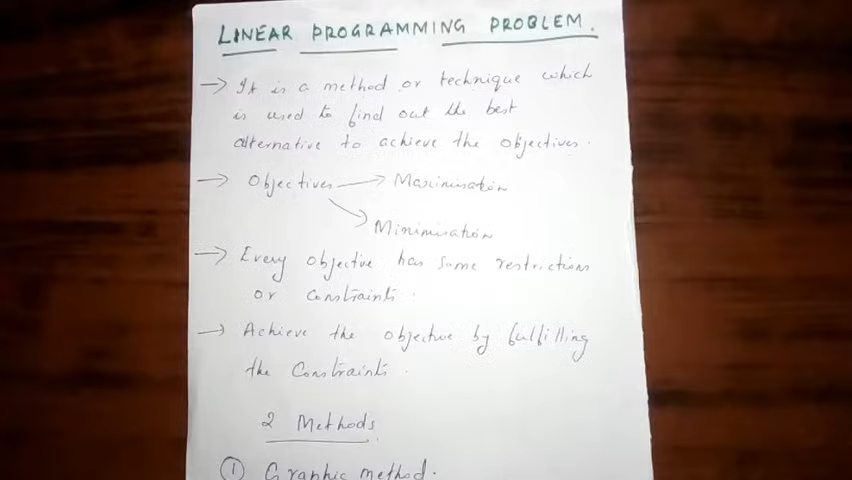 LINEAR PROGRAMMING PROBLEM.
→ It is a method or technique which
is used to find out the best
alternative to achieve the objectives.
→ Objectives → Maximisation
→ Minimisation
→ Every objective has some restrictions
or constraints.
→ Achieve the objective by fulfilling
the Constraints.
2 Methods.
① Graphic method.